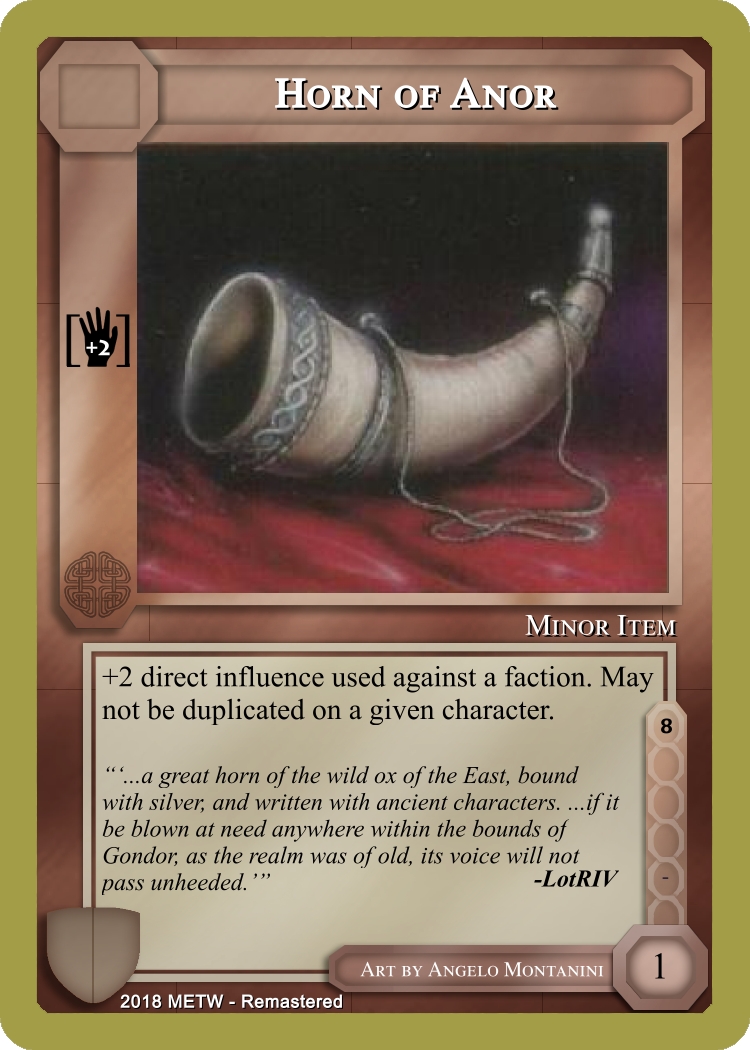 HORN OF ANOR
[+2]
MINOR ITEM
+2 direct influence used against a faction. May
not be duplicated on a given character.
8
“‘...a great horn of the wild ox of the East, bound
with silver, and written with ancient characters. ...if it
be blown at need anywhere within the bounds of
Gondor, as the realm was of old, its voice will not
pass unheeded.’”
-LotRIV
-
ART BY ANGELO MONTANINI
1
2018 METW - Remastered